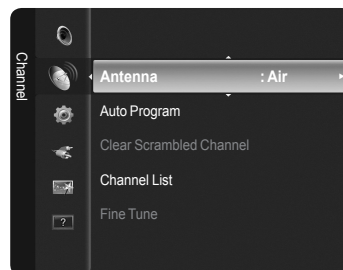 Channel
Antenna : Air
Auto Program
Clear Scrambled Channel
Channel List
Fine Tune
?